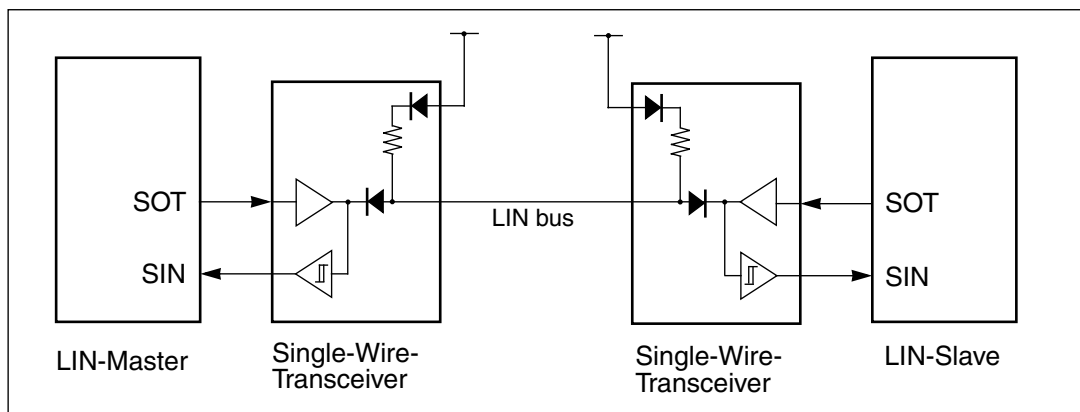 SOT
SIN
LIN bus
SOT
SIN
LIN-Master
Single-Wire-
Transceiver
Single-Wire-
Transceiver
LIN-Slave